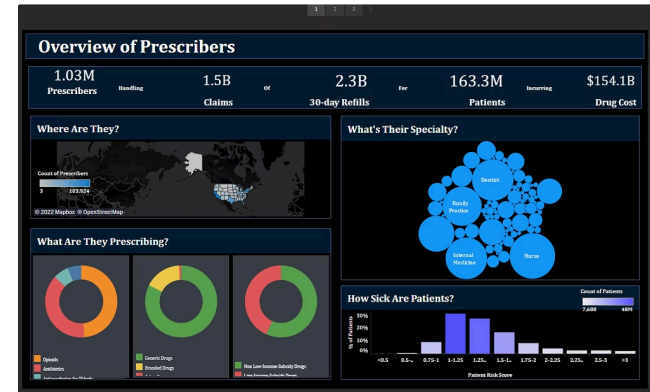 1 2 3
Overview of Prescribers
1.03M
Prescribers
Handling
1.5B
Claims
Of
2.3B
30-day Refills
For
163.3M
Patients
Incurring
$154.1B
Drug Cost
Where Are They?
Count of Prescribers
3 103,924
© 2022 Mapbox © OpenStreetMap
What's Their Specialty?
Dentist
Family
Practice
Internal
Medicine
Nurse
What Are They Prescribing?
Opioids
Antibiotics
Generic Drugs
Branded Drugs
Non Low-Income-Subsidy Drugs
How Sick Are Patients?
Count of Patients
7,688 48M
% of Patients
30%
20%
10%
0%
<0.5 0.5-.. 0.75-1 1-1.25 1.25.. 1.5-1.. 1.75-2 2-2.25 2.25.. 2.5-3 >3
Patient Risk Score